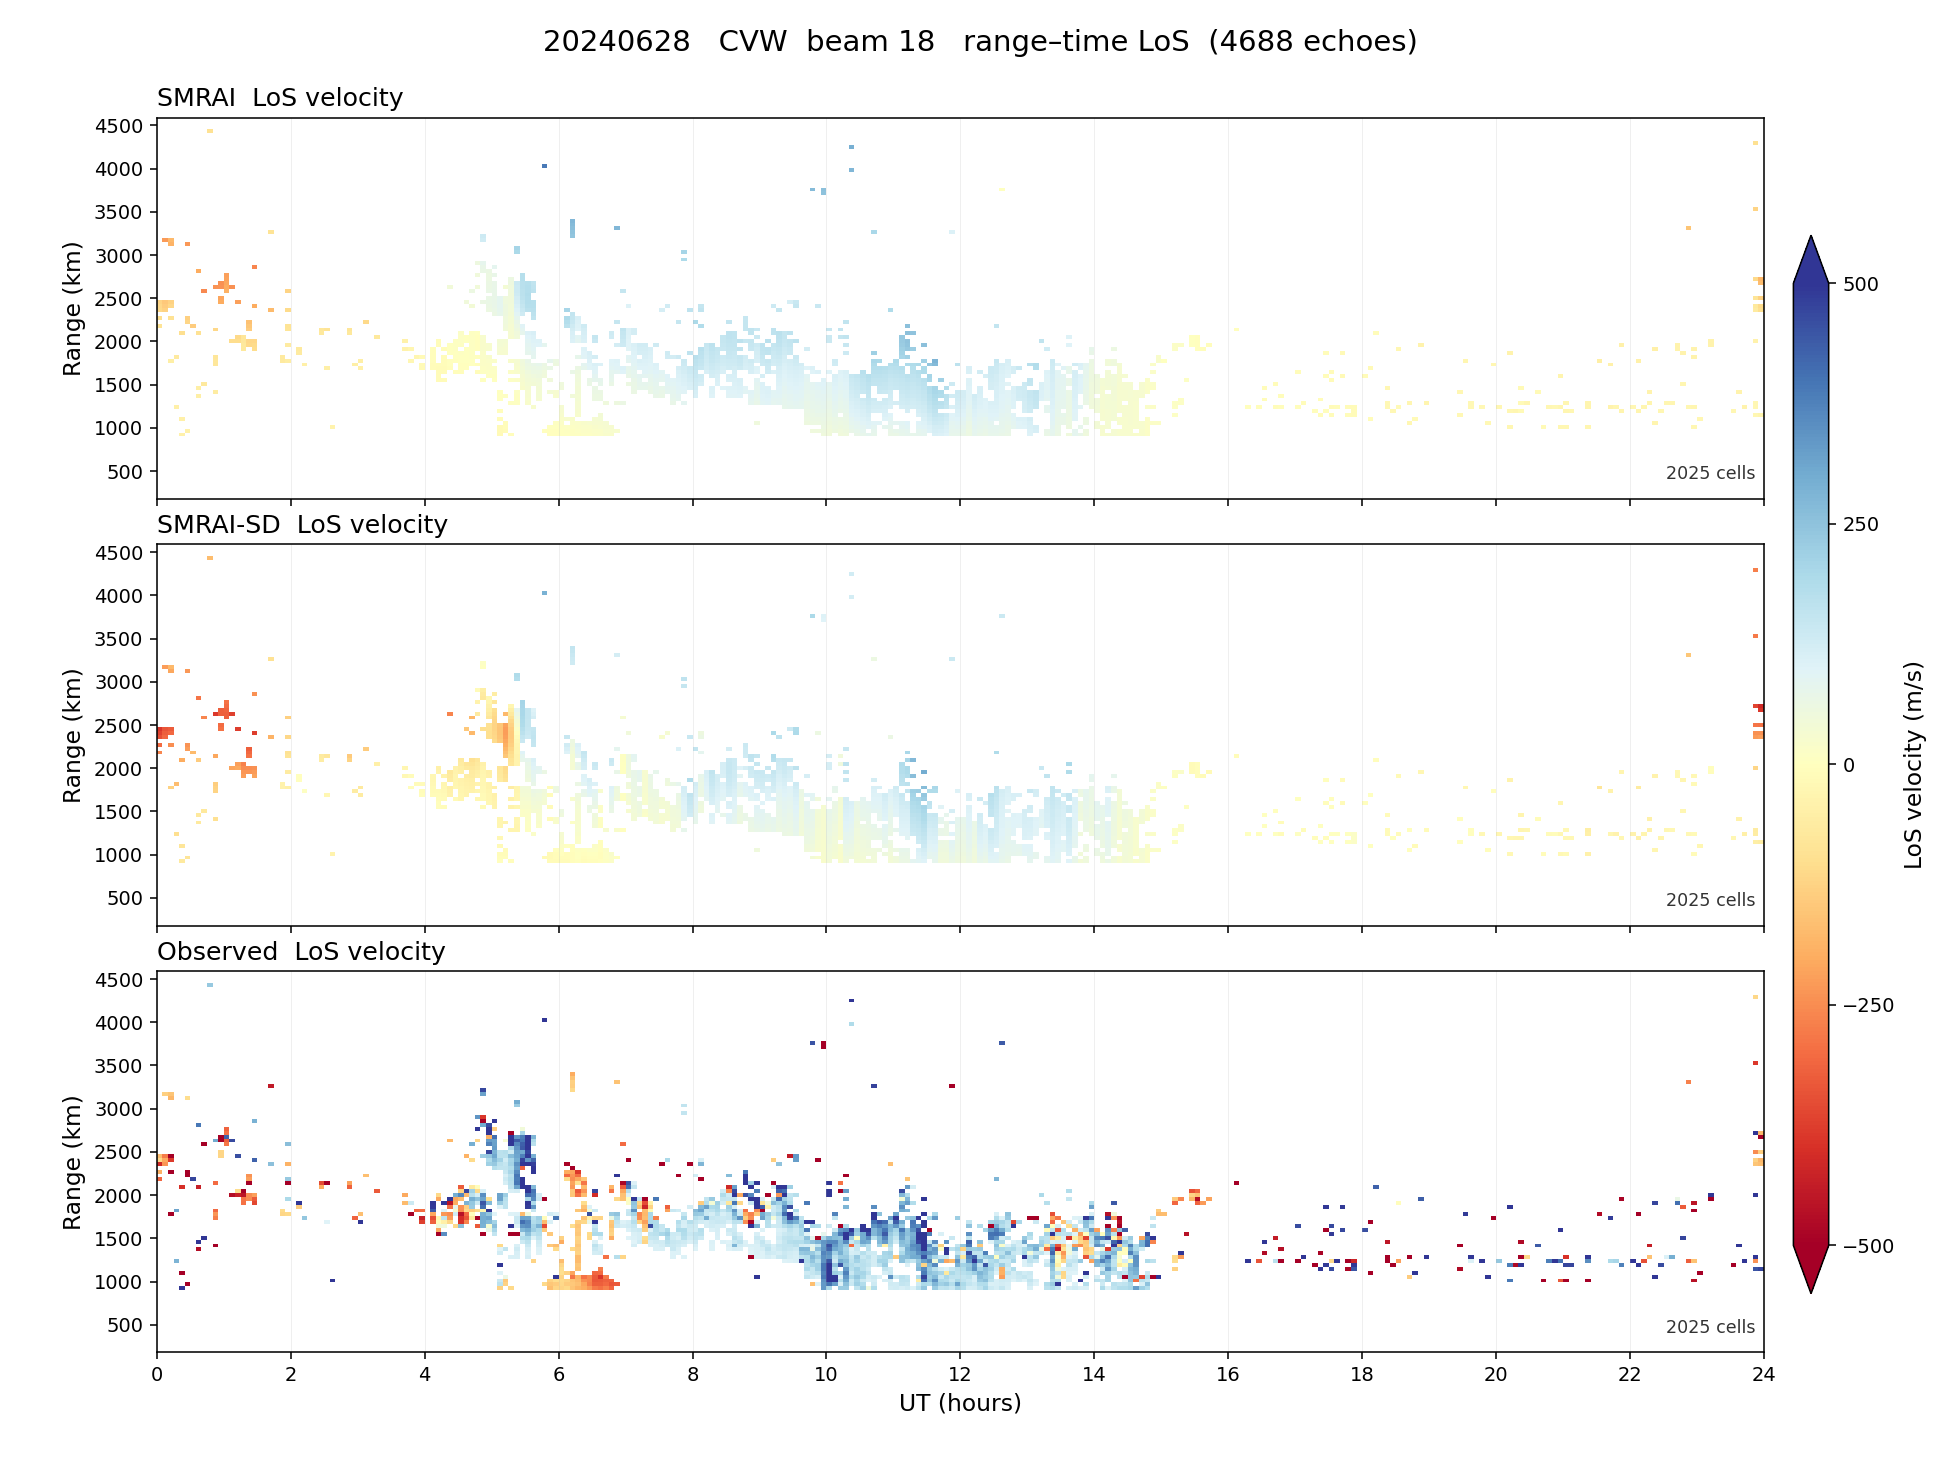 20240628   CVW  beam 18   range–time LoS  (4688 echoes)
SMRAI  LoS velocity
4500
4000
3500
3000
2500
2000
1500
1000
500
Range (km)
2025 cells
SMRAI-SD  LoS velocity
4500
4000
3500
3000
2500
2000
1500
1000
500
Range (km)
2025 cells
Observed  LoS velocity
4500
4000
3500
3000
2500
2000
1500
1000
500
Range (km)
2025 cells
0 2 4 6 8 10 12 14 16 18 20 22 24
UT (hours)
500
250
0
−250
−500
LoS velocity (m/s)